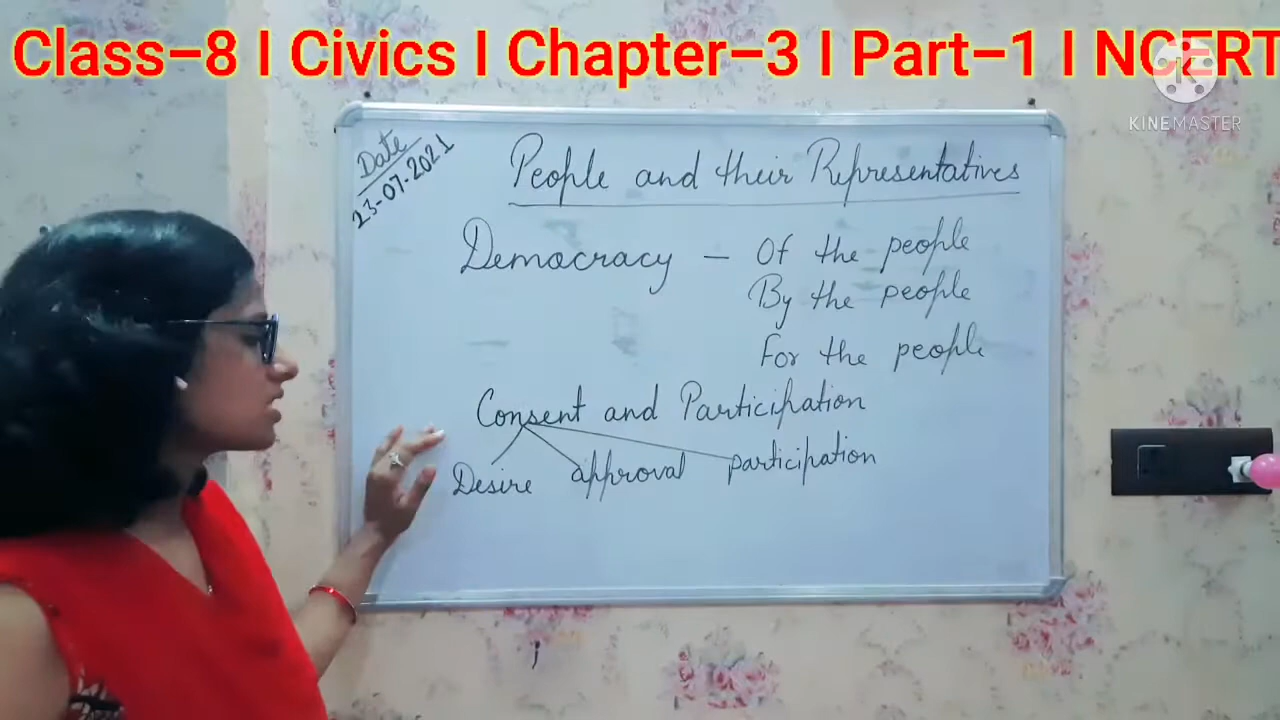 Class–8 I Civics I Chapter–3 I Part–1 I NCERT
KINEMASTER
Date
23-07-2021
People and their Representatives
Democracy – Of the people
By the people
For the people
Consent and Participation
Desire approval participation